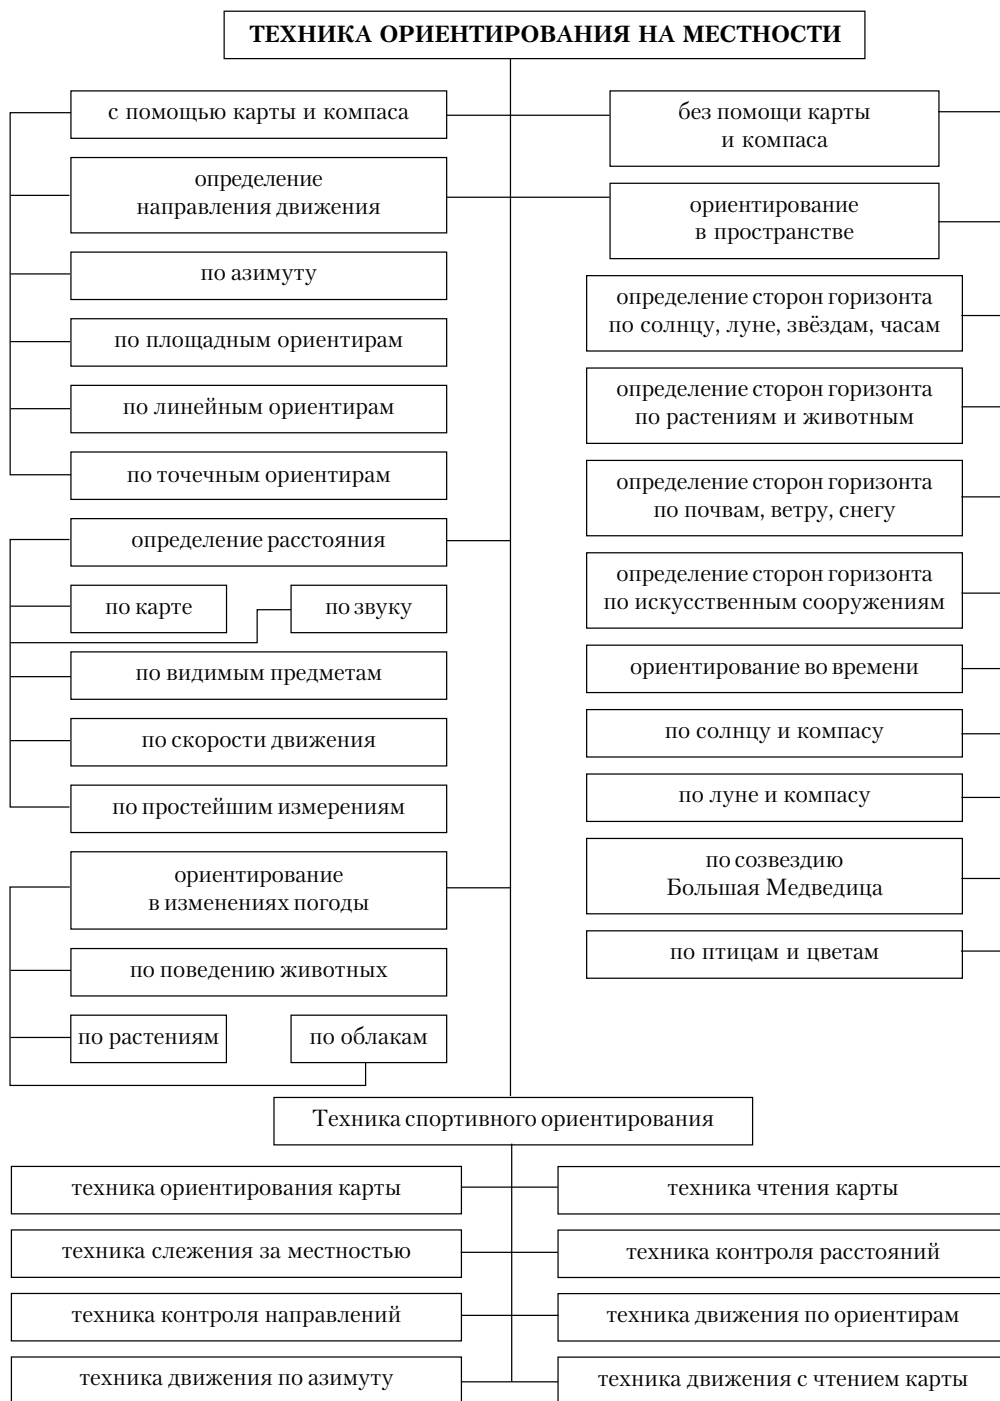 ТЕХНИКА ОРИЕНТИРОВАНИЯ НА МЕСТНОСТИ
с помощью карты и компаса
определение
направления движения
по азимуту
по площадным ориентирам
по линейным ориентирам
по точечным ориентирам
определение расстояния
по карте
по звуку
по видимым предметам
по скорости движения
по простейшим измерениям
ориентирование
в изменениях погоды
по поведению животных
по растениям
по облакам
без помощи карты
и компаса
ориентирование
в пространстве
определение сторон горизонта
по солнцу, луне, звёздам, часам
определение сторон горизонта
по растениям и животным
определение сторон горизонта
по почвам, ветру, снегу
определение сторон горизонта
по искусственным сооружениям
ориентирование во времени
по солнцу и компасу
по луне и компасу
по созвездию
Большая Медведица
по птицам и цветам
Техника спортивного ориентирования
техника ориентирования карты
техника чтения карты
техника слежения за местностью
техника контроля расстояний
техника контроля направлений
техника движения по ориентирам
техника движения по азимуту
техника движения с чтением карты